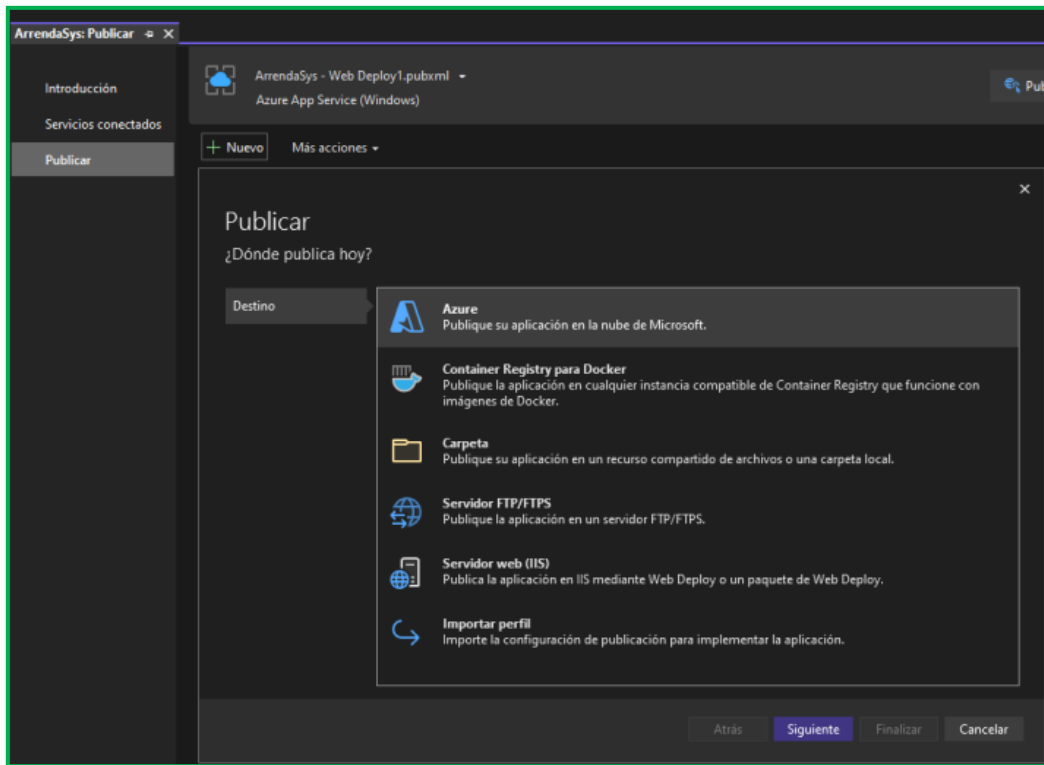 ArrendaSys: Publicar
Introducción
Servicios conectados
Publicar
ArrendaSys - Web Deploy1.pubxml
Azure App Service (Windows)
Pub
Nuevo
Más acciones
Publicar
¿Dónde publica hoy?
Destino
Azure
Publique su aplicación en la nube de Microsoft.
Container Registry para Docker
Publique la aplicación en cualquier instancia compatible de Container Registry que funcione con
imágenes de Docker.
Carpeta
Publique su aplicación en un recurso compartido de archivos o una carpeta local.
Servidor FTP/FTPS
Publique la aplicación en un servidor FTP/FTPS.
Servidor web (IIS)
Publica la aplicación en IIS mediante Web Deploy o un paquete de Web Deploy.
Importar perfil
Importe la configuración de publicación para implementar la aplicación.
Atrás
Siguiente
Finalizar
Cancelar